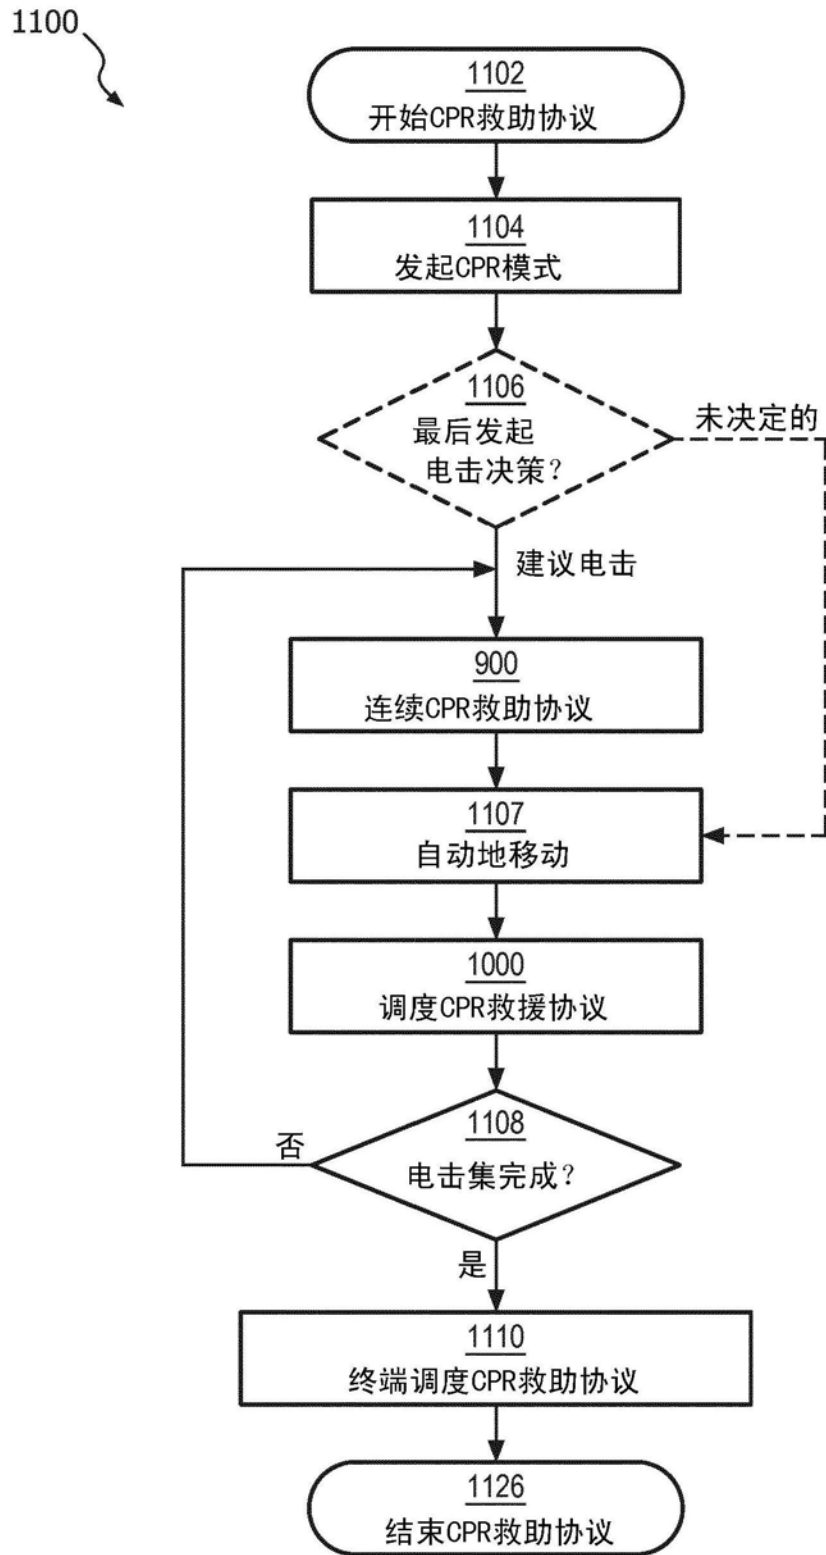 1100
1102
开始CPR救助协议
1104
发起CPR模式
1106
最后发起
电击决策?
未决定的
建议电击
900
连续CPR救助协议
1107
自动地移动
1000
调度CPR救援协议
1108
电击集完成?
否
是
1110
终端调度CPR救助协议
1126
结束CPR救助协议